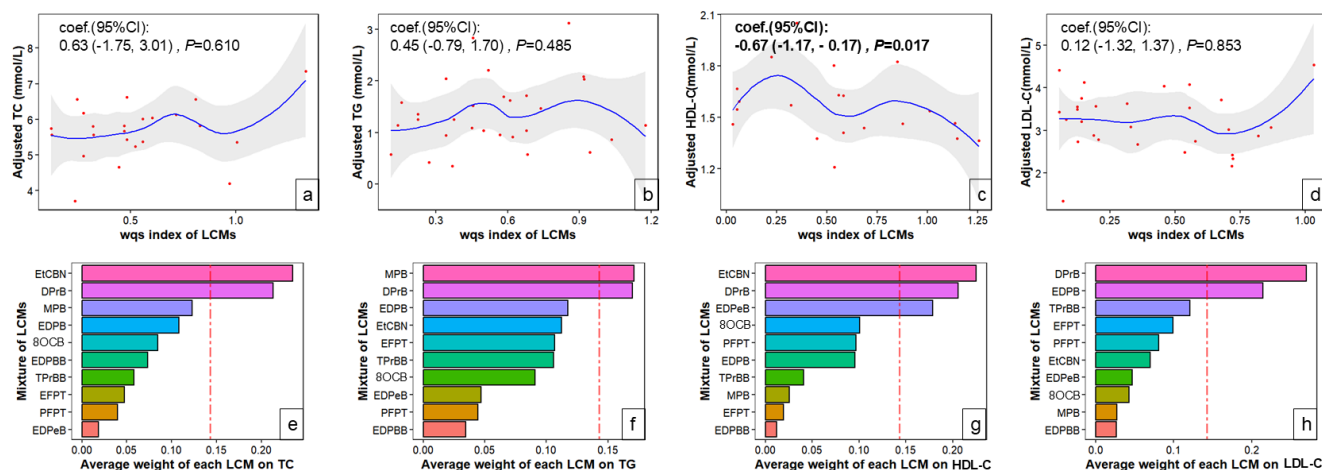 coef.(95%CI):
0.63 (-1.75, 3.01) , P=0.610
Adjusted TC (mmol/L)
8
7
6
5
4
0.5
1.0
wqs index of LCMs
a
coef.(95%CI):
0.45 (-0.79, 1.70) , P=0.485
Adjusted TG (mmol/L)
3
2
1
0
0.3
0.6
0.9
1.2
wqs index of LCMs
b
coef.(95%CI):
-0.67 (-1.17, - 0.17), P=0.017
Adjusted HDL-C(mmol/L)
2.1
1.8
1.5
1.2
0.00
0.25
0.50
0.75
1.00
1.25
wqs index of LCMs
c
coef.(95%CI):
0.12 (-1.32, 1.37) , P=0.853
Adjusted LDL-C(mmol/L)
5
4
3
2
0.00
0.25
0.50
0.75
1.00
wqs index of LCMs
d
Mixture of LCMs
EtCBN
DPrB
MPB
EDPB
8OCB
EDPBB
TPrBB
EFPT
PFPT
EDPeB
0.00
0.05
0.10
0.15
0.20
Average weight of each LCM on TC
e
Mixture of LCMs
MPB
DPrB
EDPB
EtCBN
EFPT
TPrBB
8OCB
EDPeB
PFPT
EDPBB
0.00
0.05
0.10
0.15
Average weight of each LCM on TG
f
Mixture of LCMs
EtCBN
DPrB
EDPeB
8OCB
PFPT
EDPB
TPrBB
MPB
EFPT
EDPBB
0.00
0.05
0.10
0.15
0.20
Average weight of each LCM on HDL-C
g
Mixture of LCMs
DPrB
EDPB
TPrBB
EFPT
PFPT
EtCBN
EDPeB
8OCB
MPB
EDPBB
0.0
0.1
0.2
Average weight of each LCM on LDL-C
h